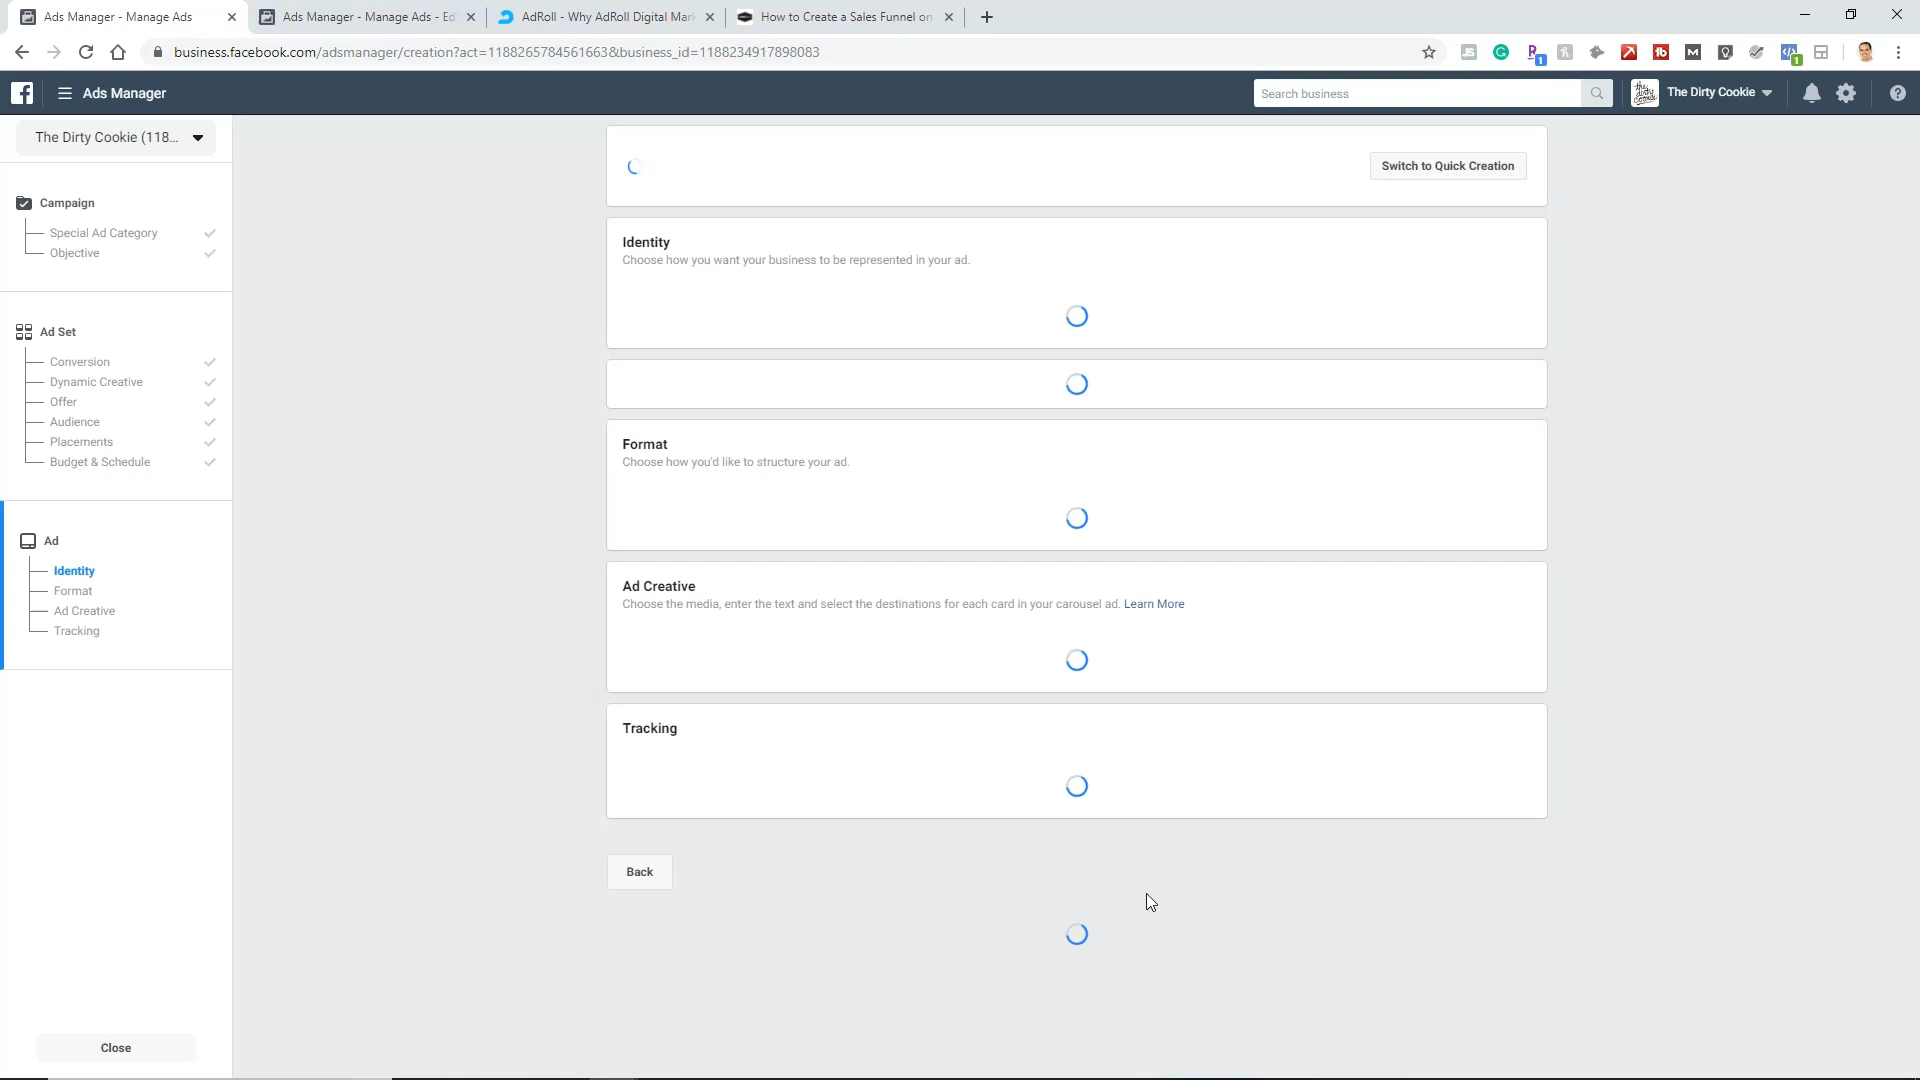 Ads Manager - Manage Ads
Ads Manager - Manage Ads - Ed
AdRoll - Why AdRoll Digital Mar
How to Create a Sales Funnel on
business.facebook.com/adsmanager/creation?act=1188265784561663&business_id=1188234917898083
Ads Manager
Search business
The Dirty Cookie
The Dirty Cookie (118...
Switch to Quick Creation
Campaign
Special Ad Category
Objective
Identity
Choose how you want your business to be represented in your ad.
Ad Set
Conversion
Dynamic Creative
Offer
Audience
Placements
Budget & Schedule
Format
Choose how you'd like to structure your ad.
Ad
Identity
Format
Ad Creative
Tracking
Ad Creative
Choose the media, enter the text and select the destinations for each card in your carousel ad. Learn More
Tracking
Back
Close